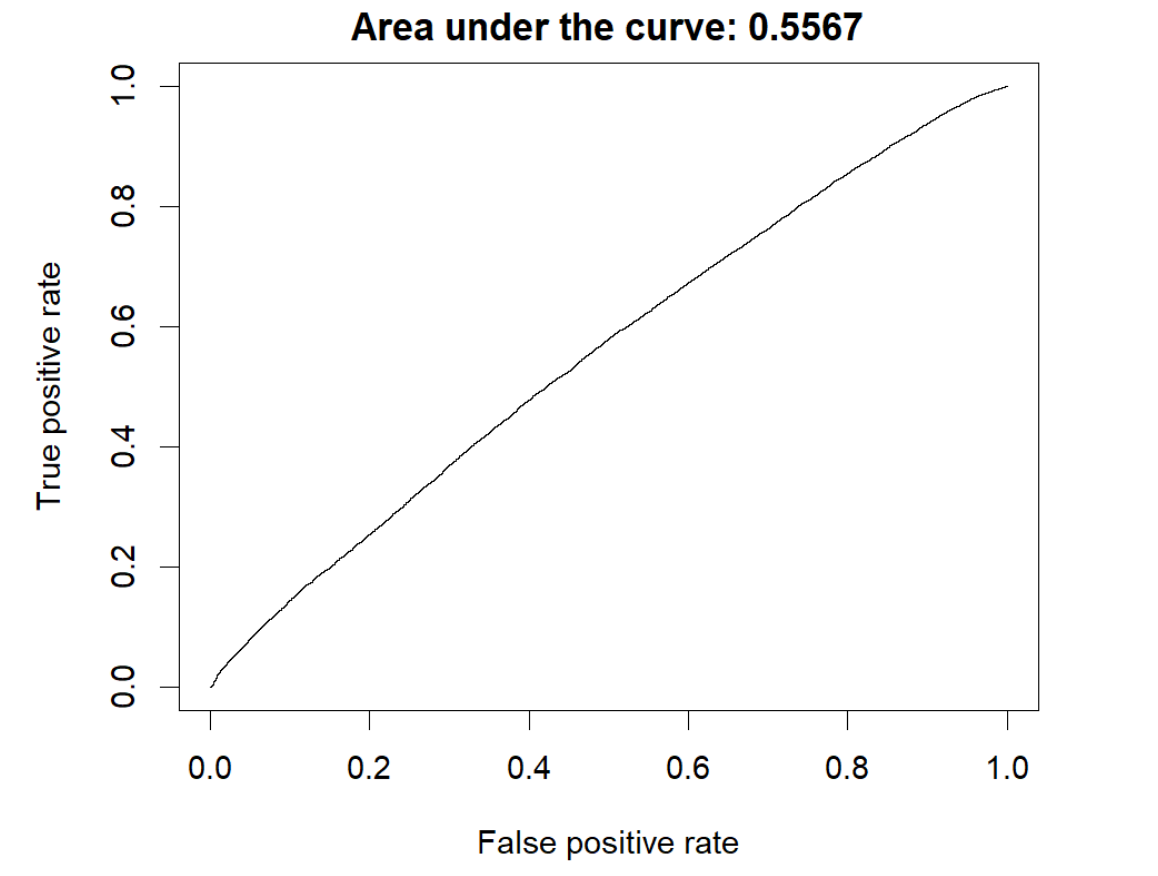 Area under the curve: 0.5567
True positive rate
1.0
0.8
0.6
0.4
0.2
0.0
0.0 0.2 0.4 0.6 0.8 1.0
False positive rate